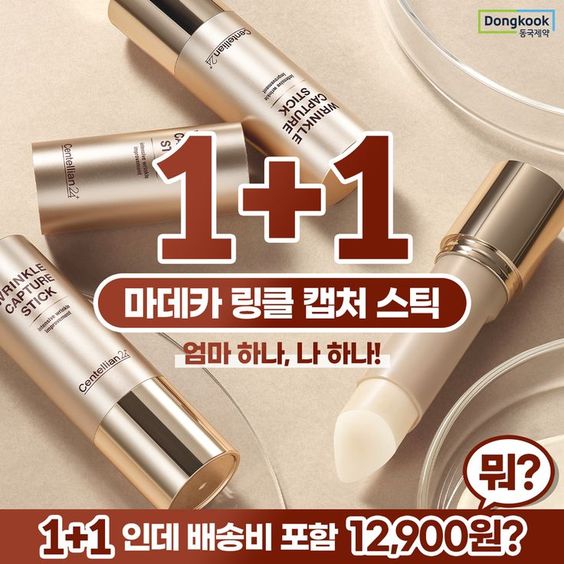 Dongkook
동국제약
Centellian24+
intensive wrinkle
improvement
WRINKLE
CAPTURE
STICK
Centellian24+
intensive wrinkle
improvement
1+1
마데카 링클 캡처 스틱
엄마 하나, 나 하나!
WRINKLE
CAPTURE
STICK
intensive wrinkle
improvement
Centellian24+
뭐?
1+1 인데 배송비 포함 12,900원?